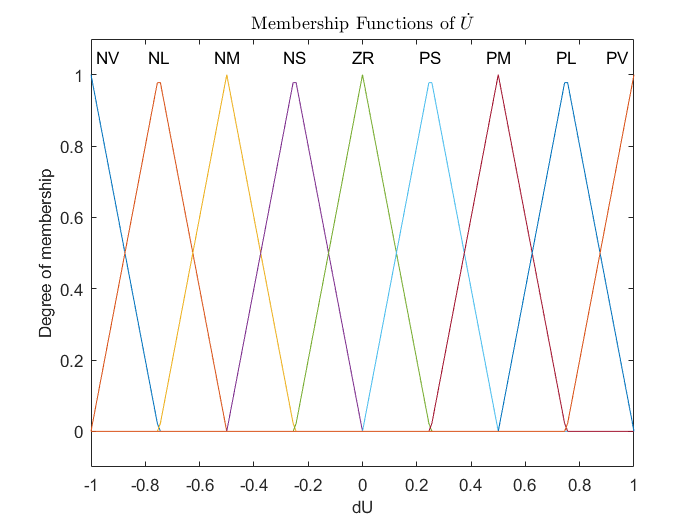 Membership Functions of U̇
NV NL NM NS ZR PS PM PL PV
1
0.8
0.6
0.4
0.2
0
Degree of membership
-1 -0.8 -0.6 -0.4 -0.2 0 0.2 0.4 0.6 0.8 1
dU